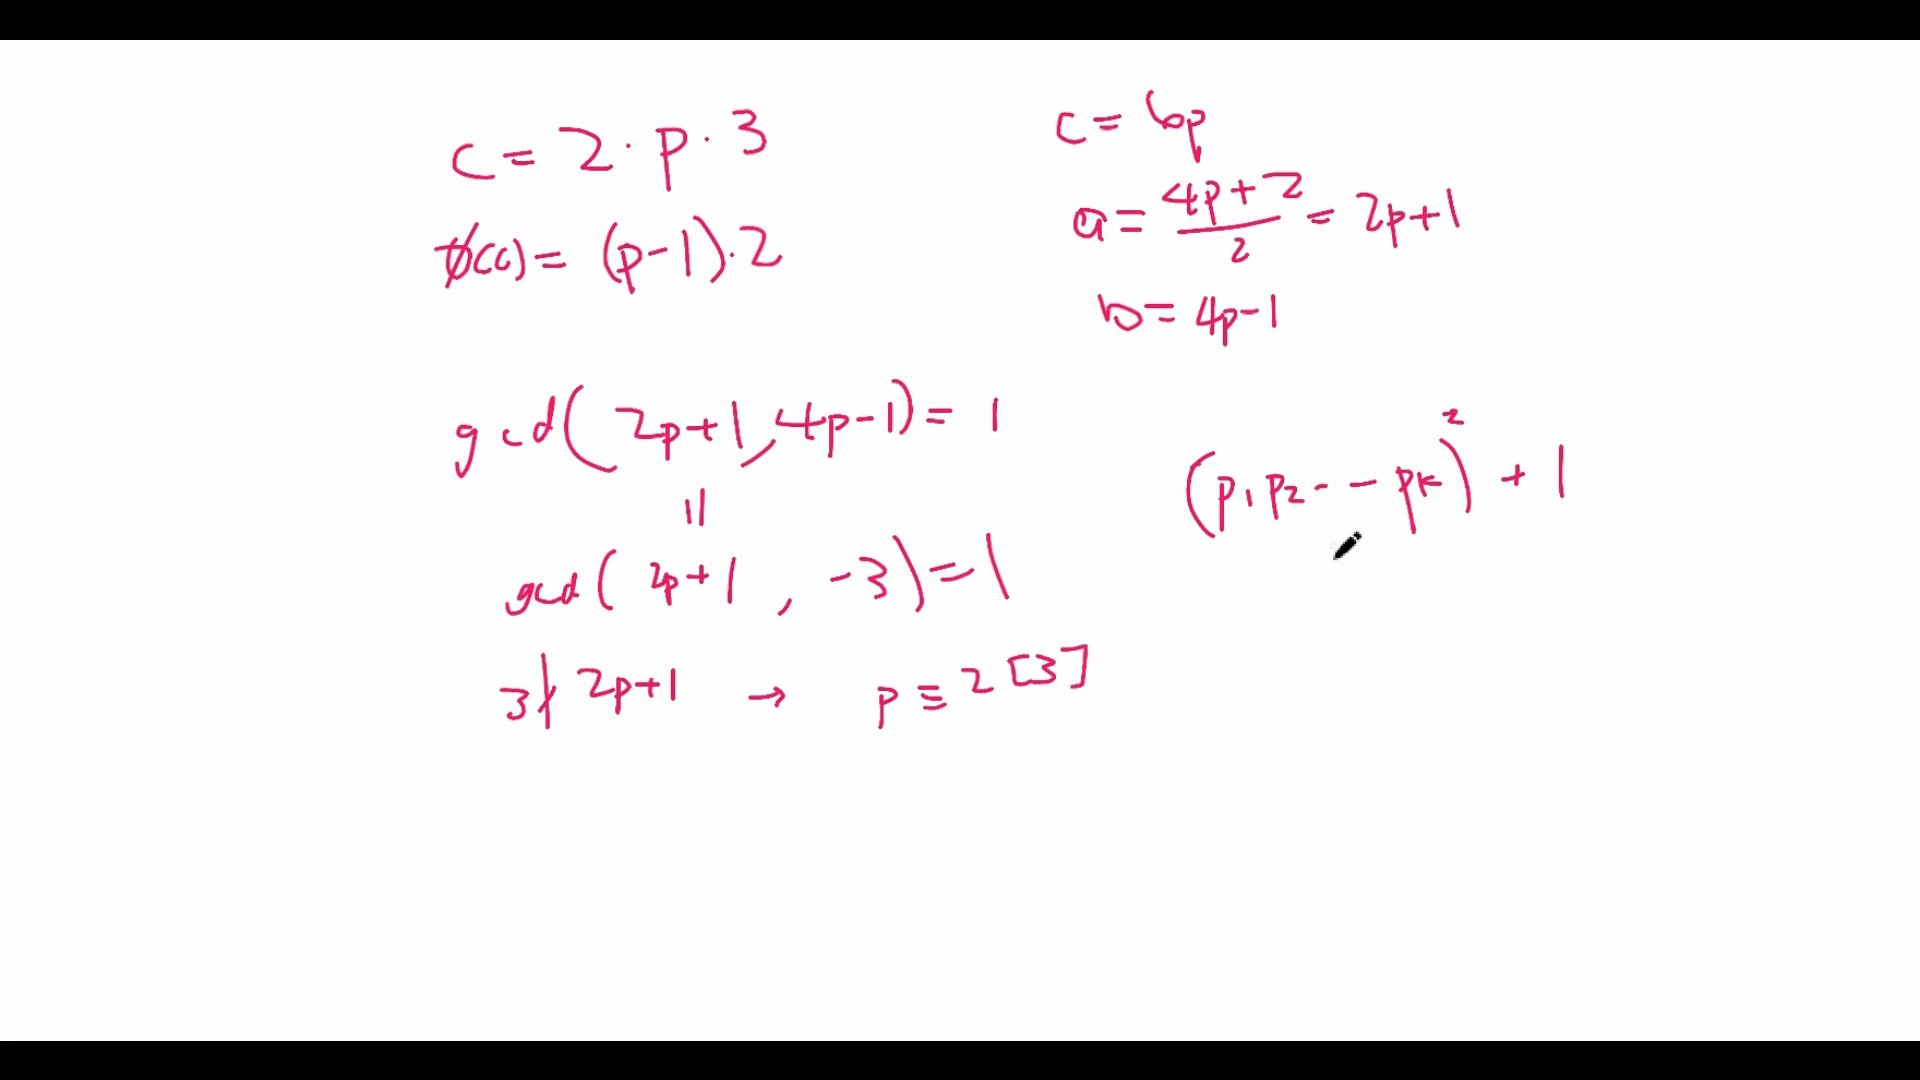 c = 2 · p · 3
ϕ(c) = (p-1) · 2
gcd(2p+1, 4p-1) = 1
||
gcd(2p+1, -3) = 1
3 ∤ 2p+1 → p ≡ 2 [3]
c = 6p
a = \frac{4p+2}{2} = 2p+1
b = 4p-1
(p₁p₂ - - pₖ)² + 1